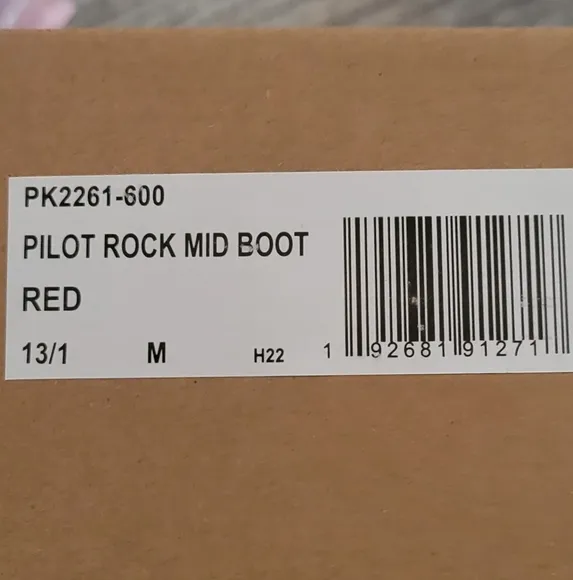 PK2261-600
PILOT ROCK MID BOOT
RED
13/1 M H22 1 92681 91271